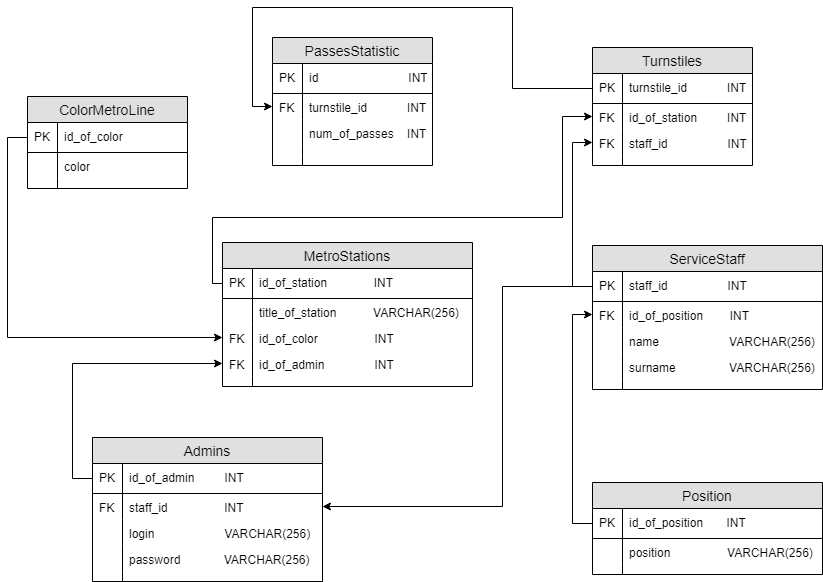 PassesStatistic
PK id INT
FK turnstile_id INT
num_of_passes INT
Turnstiles
PK turnstile_id INT
FK id_of_station INT
FK staff_id INT
ColorMetroLine
PK id_of_color
color
MetroStations
PK id_of_station INT
title_of_station VARCHAR(256)
FK id_of_color INT
FK id_of_admin INT
ServiceStaff
PK staff_id INT
FK id_of_position INT
name VARCHAR(256)
surname VARCHAR(256)
Admins
PK id_of_admin INT
FK staff_id INT
login VARCHAR(256)
password VARCHAR(256)
Position
PK id_of_position INT
position VARCHAR(256)